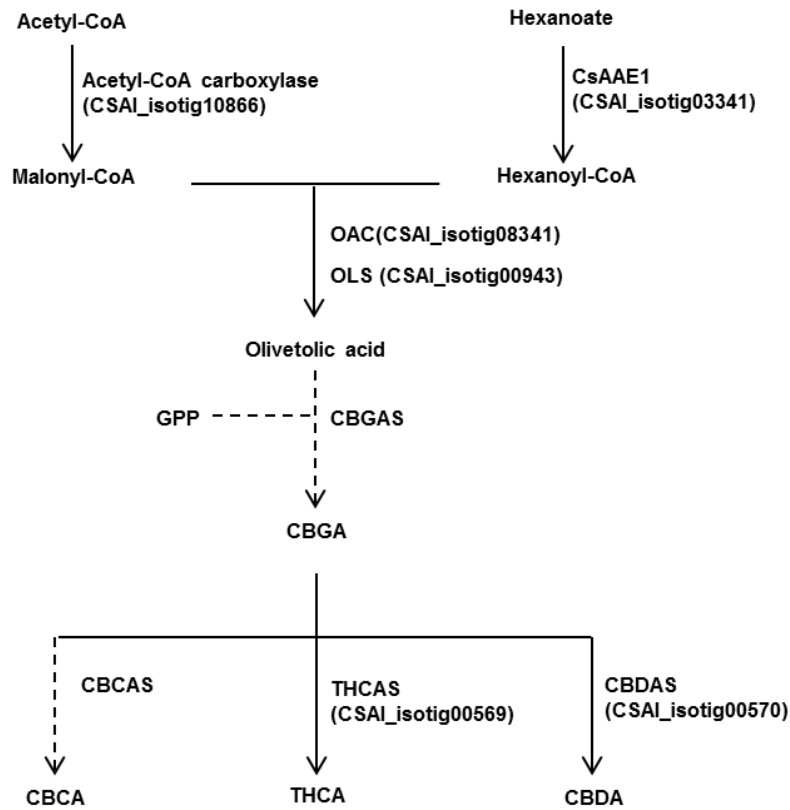 Acetyl-CoA
Hexanoate
Acetyl-CoA carboxylase
(CSAI_isotig10866)
CsAAE1
(CSAI_isotig03341)
Malonyl-CoA
Hexanoyl-CoA
OAC(CSAI_isotig08341)
OLS (CSAI_isotig00943)
Olivetolic acid
GPP
CBGAS
CBGA
CBCAS
THCAS
(CSAI_isotig00569)
CBDAS
(CSAI_isotig00570)
CBCA
THCA
CBDA